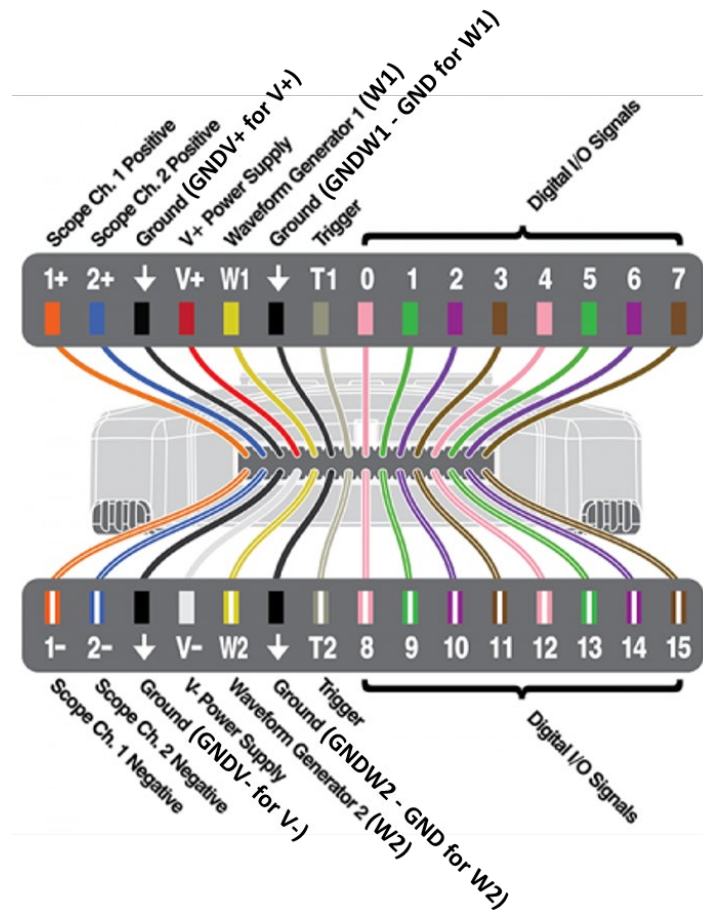 Scope Ch. 1 Positive
Scope Ch. 2 Positive
Ground (GNDV+ for V+)
V+ Power Supply
Waveform Generator 1 (W1)
Ground (GNDW1 - GND for W1)
Trigger
Digital I/O Signals
1+ 2+ ↓ V+ W1 ↓ T1 0 1 2 3 4 5 6 7
1- 2- ↓ V- W2 ↓ T2 8 9 10 11 12 13 14 15
Scope Ch. 1 Negative
Scope Ch. 2 Negative
Ground (GNDV- for V-)
V- Power Supply
Waveform Generator 2 (W2)
Ground (GNDW2 - GND for W2)
Trigger
Digital I/O Signals